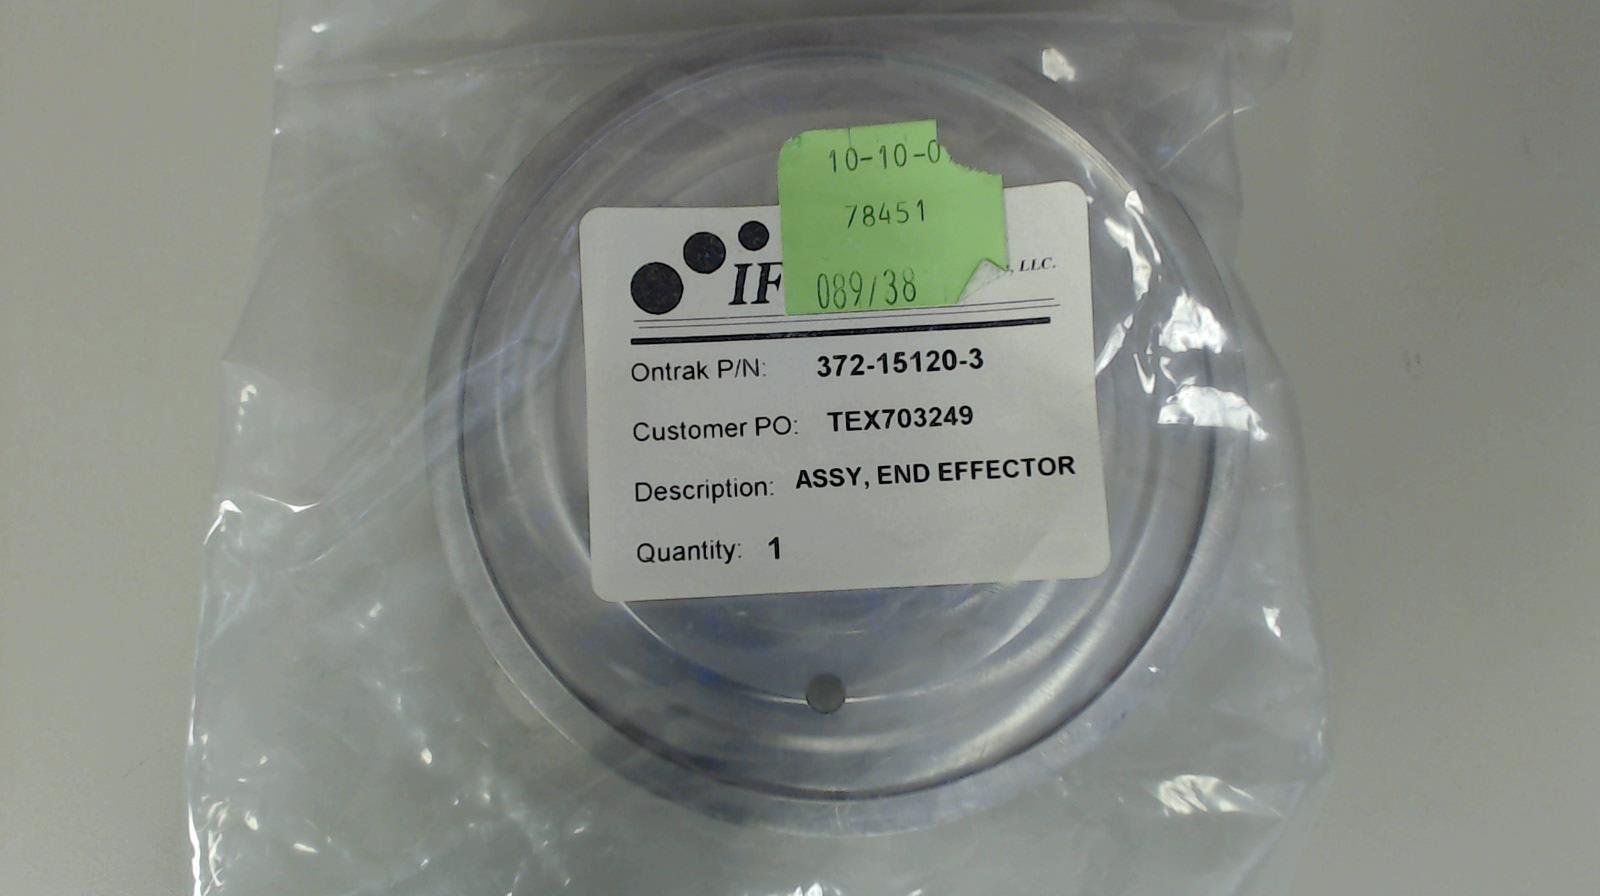 10-10-0
78451
089/38
IF
, LLC.
Ontrak P/N: 372-15120-3
Customer PO: TEX703249
Description: ASSY, END EFFECTOR
Quantity: 1